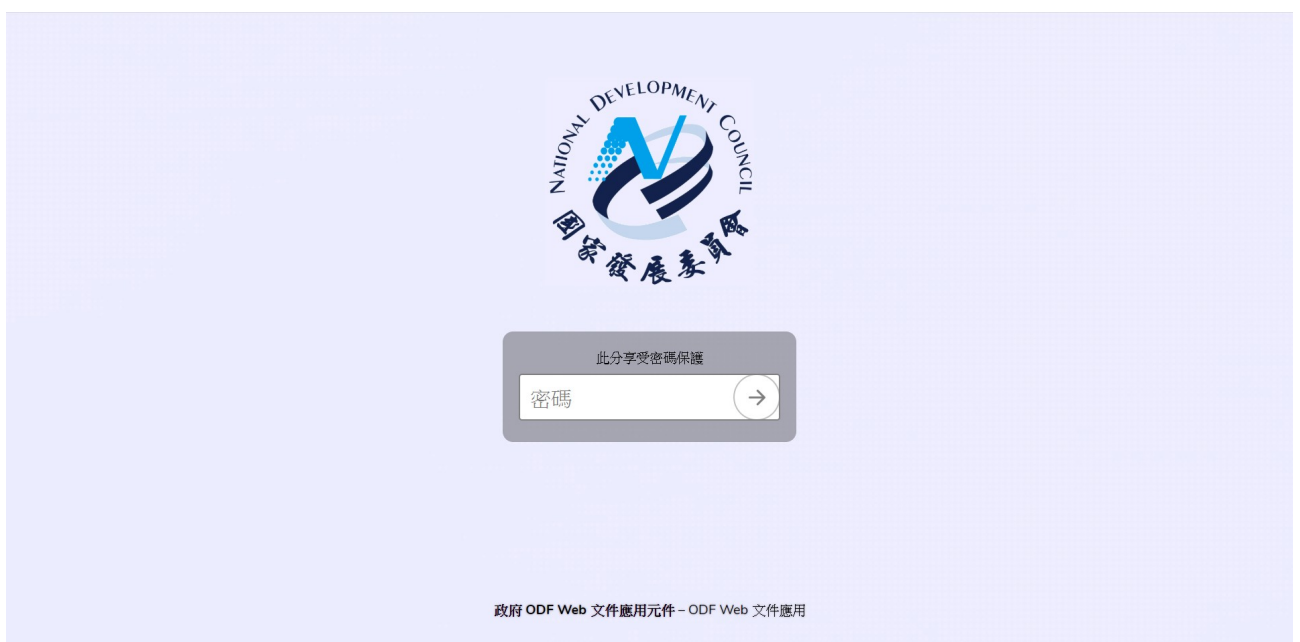 NATIONAL DEVELOPMENT COUNCIL
國家發展委員會
此分享受密碼保護
密碼
政府 ODF Web 文件應用元件 – ODF Web 文件應用